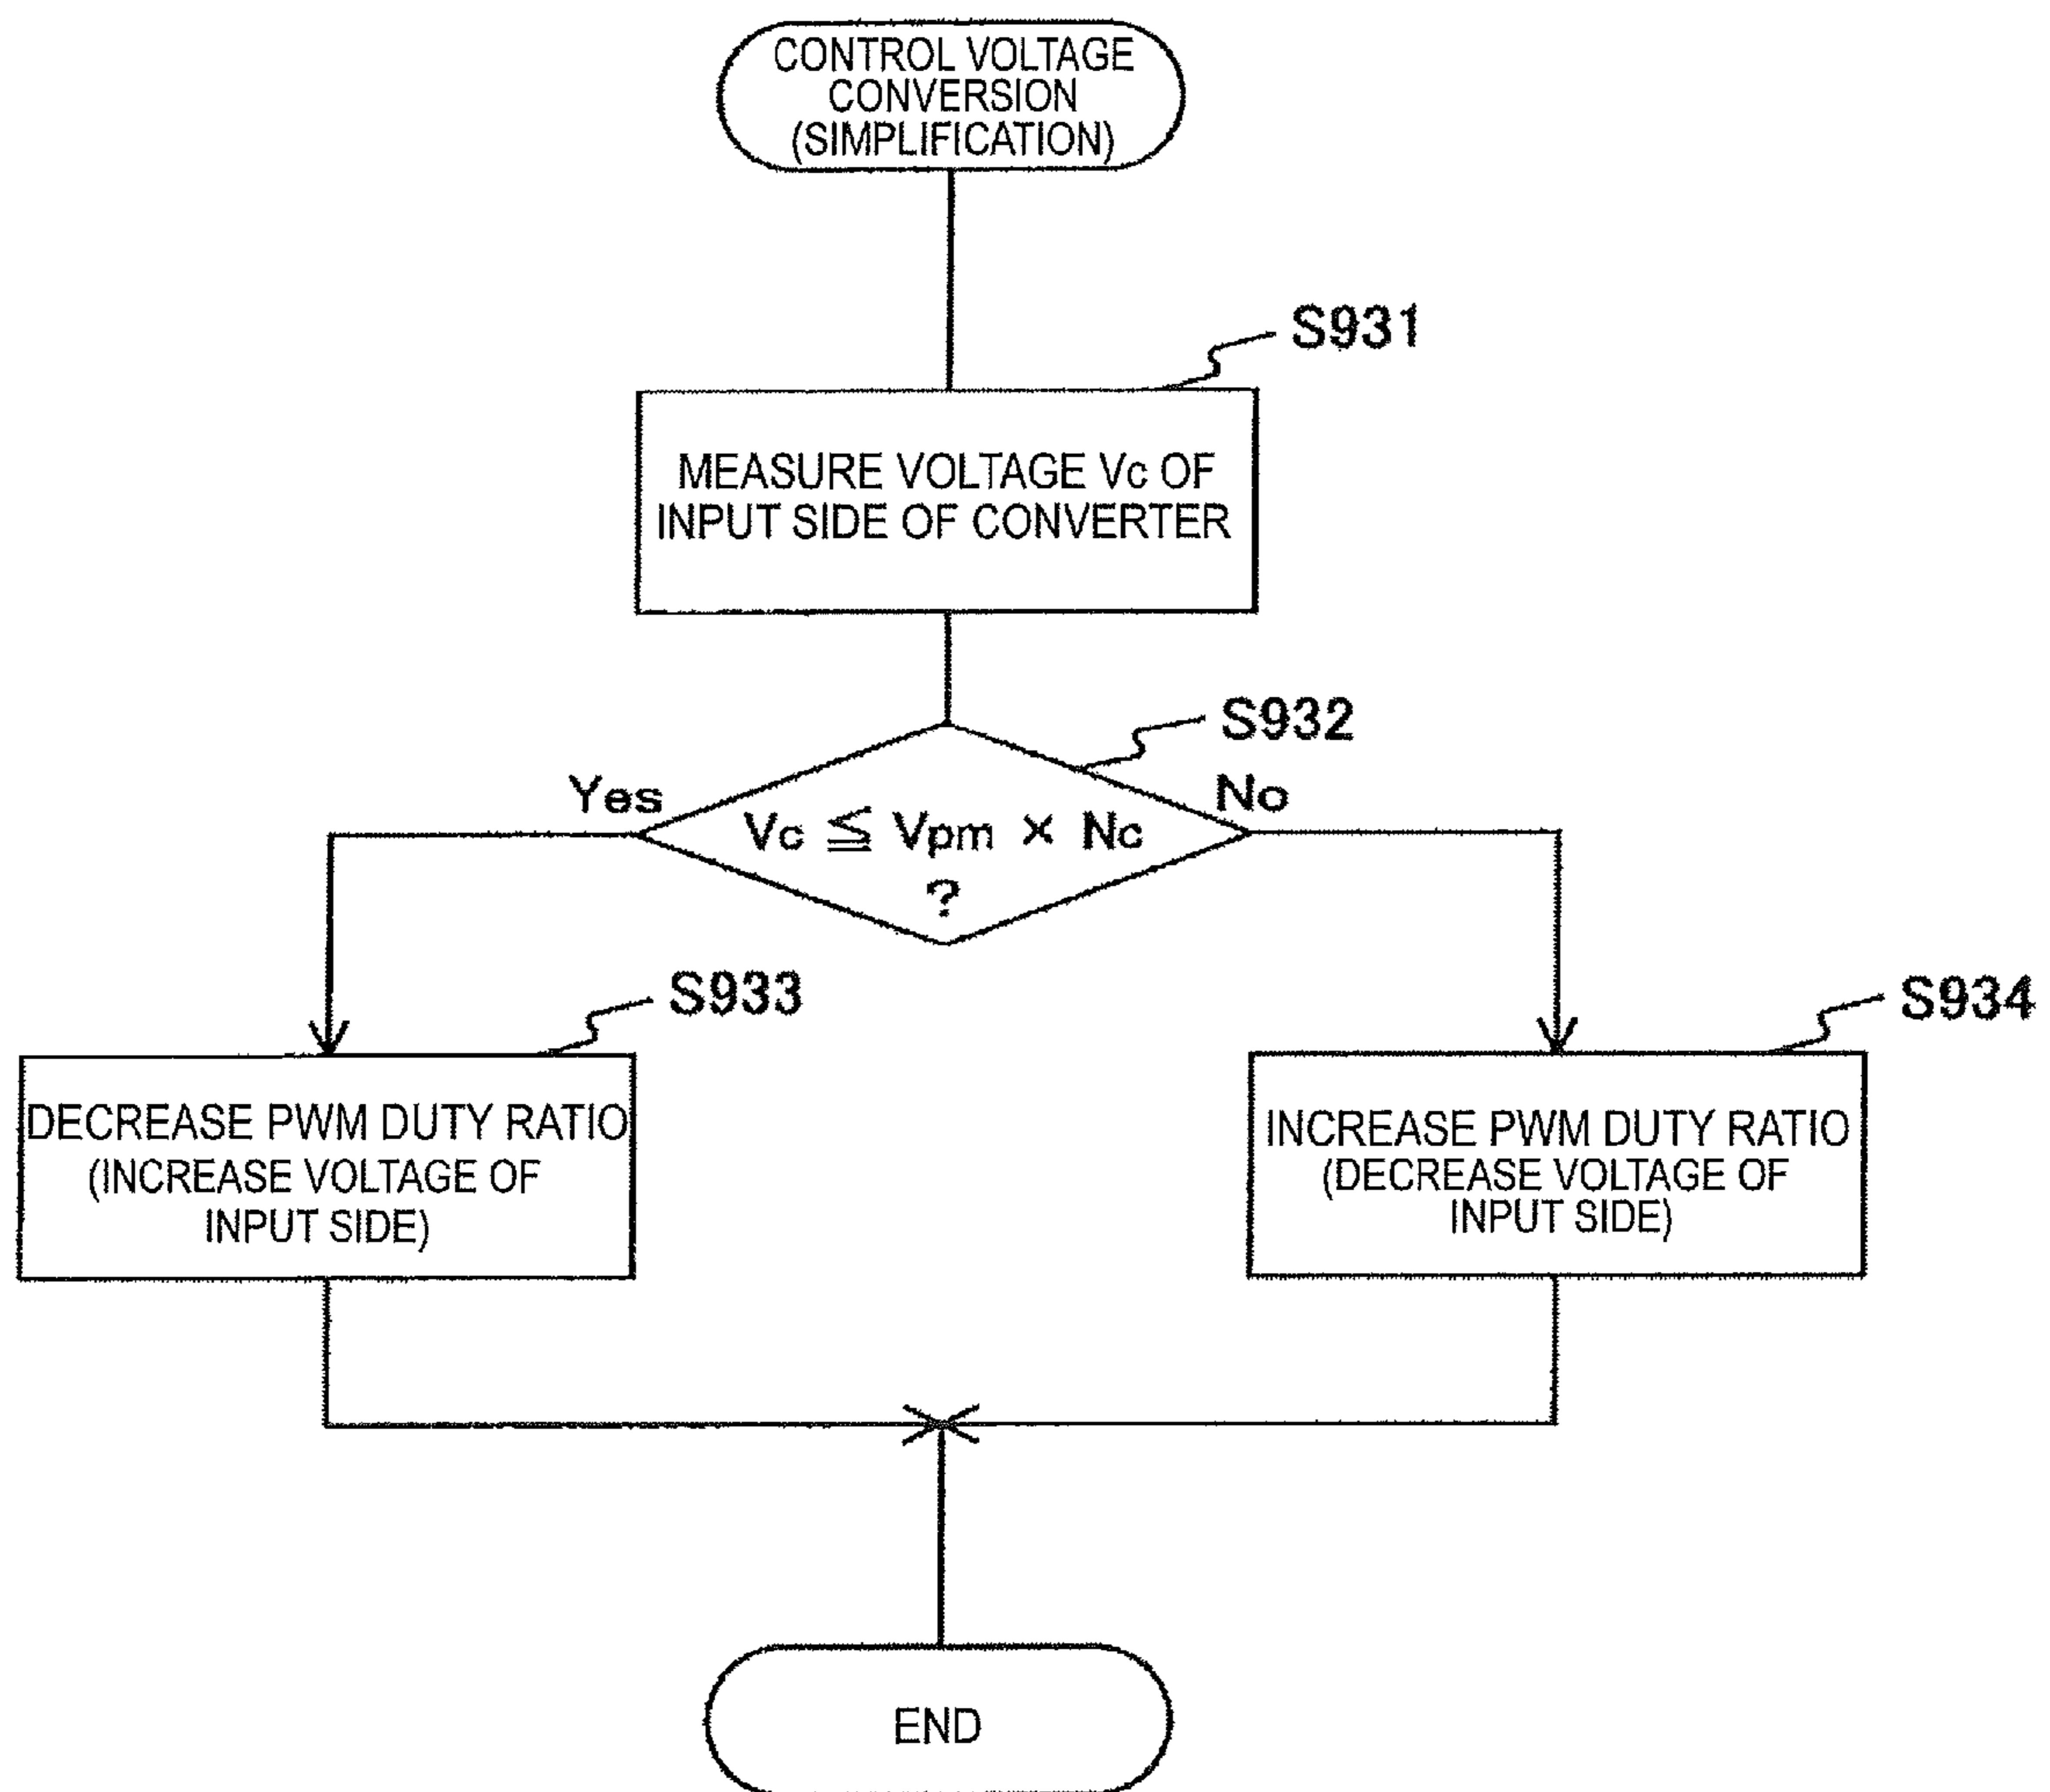 CONTROL VOLTAGE
CONVERSION
(SIMPLIFICATION)
S931
MEASURE VOLTAGE Vc OF
INPUT SIDE OF CONVERTER
S932
Yes
No
Vc ≦ Vpm × Nc
?
S933
S934
DECREASE PWM DUTY RATIO
(INCREASE VOLTAGE OF
INPUT SIDE)
INCREASE PWM DUTY RATIO
(DECREASE VOLTAGE OF
INPUT SIDE)
END